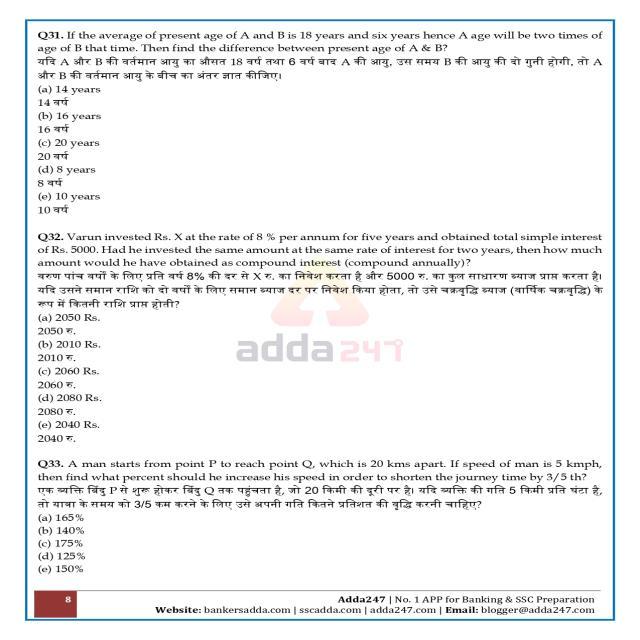 Q31. If the average of present age of A and B is 18 years and six years hence A age will be two times of
age of B that time. Then find the difference between present age of A & B?
यदि A और B की वर्तमान आयु का औसत 18 वर्ष तथा 6 वर्ष बाद A की आयु, उस समय B की आयु की दो गुनी होगी, तो A
और B की वर्तमान आयु के बीच का अंतर ज्ञात कीजिए।
(a) 14 years
14 वर्ष
(b) 16 years
16 वर्ष
(c) 20 years
20 वर्ष
(d) 8 years
8 वर्ष
(e) 10 years
10 वर्ष
Q32. Varun invested Rs. X at the rate of 8 % per annum for five years and obtained total simple interest
of Rs. 5000. Had he invested the same amount at the same rate of interest for two years, then how much
amount would he have obtained as compound interest (compound annually)?
वरुण पांच वर्षों के लिए प्रति वर्ष 8% की दर से X रु. का निवेश करता है और 5000 रु. का कुल साधारण ब्याज प्राप्त करता है।
यदि उसने समान राशि को दो वर्षों के लिए समान ब्याज दर पर निवेश किया होता, तो उसे चक्रवृद्धि ब्याज (वार्षिक चक्रवृद्धि) के
रूप में कितनी राशि प्राप्त होती?
(a) 2050 Rs.
2050 रु.
(b) 2010 Rs.
2010 रु.
(c) 2060 Rs.
2060 रु.
(d) 2080 Rs.
2080 रु.
(e) 2040 Rs.
2040 रु.
adda247
Q33. A man starts from point P to reach point Q, which is 20 kms apart. If speed of man is 5 kmph,
then find what percent should he increase his speed in order to shorten the journey time by 3/5 th?
एक व्यक्ति बिंदु P से शुरू होकर बिंदु Q तक पहुंचता है, जो 20 किमी की दूरी पर है। यदि व्यक्ति की गति 5 किमी प्रति घंटा है,
तो यात्रा के समय को 3/5 कम करने के लिए उसे अपनी गति कितने प्रतिशत की वृद्धि करनी चाहिए?
(a) 165%
(b) 140%
(c) 175%
(d) 125%
(e) 150%
8 Adda247 | No. 1 APP for Banking & SSC Preparation
Website: bankersadda.com | sscadda.com | adda247.com | Email: blogger@adda247.com